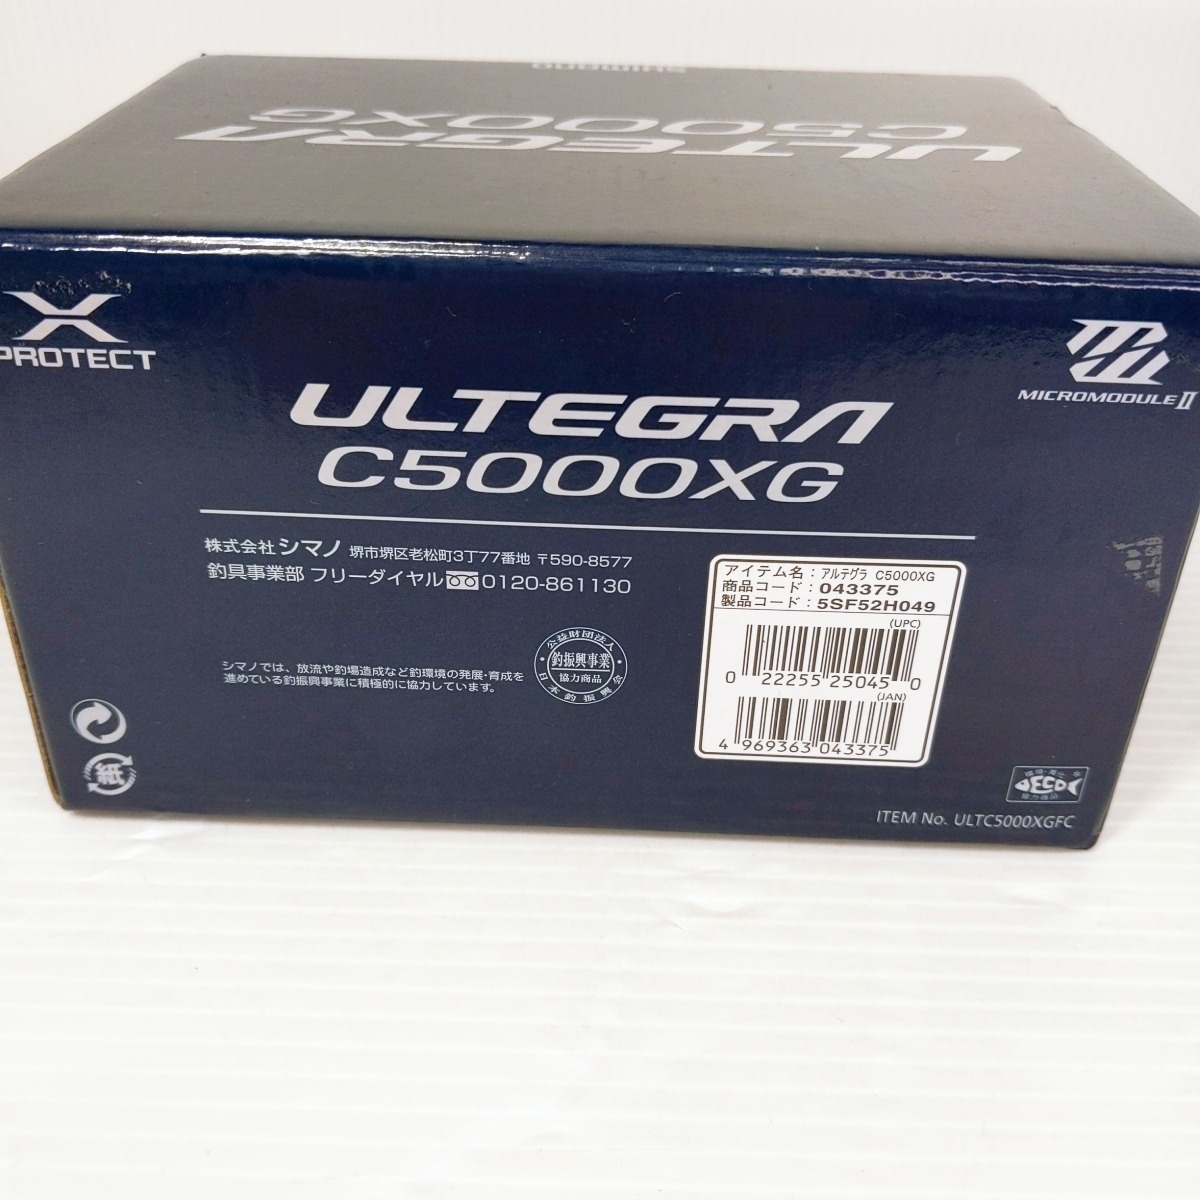 SHIMANO
ULTEGRA
C5000XG
X
PROTECT
MICROMODULE II
ULTEGRA
C5000XG
株式会社シマノ 堺市堺区老松町3丁77番地 〒590-8577
釣具事業部 フリーダイヤル 0120-861130
シマノでは、放流や釣場造成など釣環境の発展・育成を
進めている釣振興事業に積極的に協力しています。
公益財団法人
釣振興事業
協力商品
日本釣振興会
アイテム名：アルテグラ C5000XG
商品コード：043375
製品コード：5SF52H049
(UPC)
0 22255 25045 0
(JAN)
4 969363 043375
紙
ECO
協力商品
ITEM No. ULTC5000XGFC